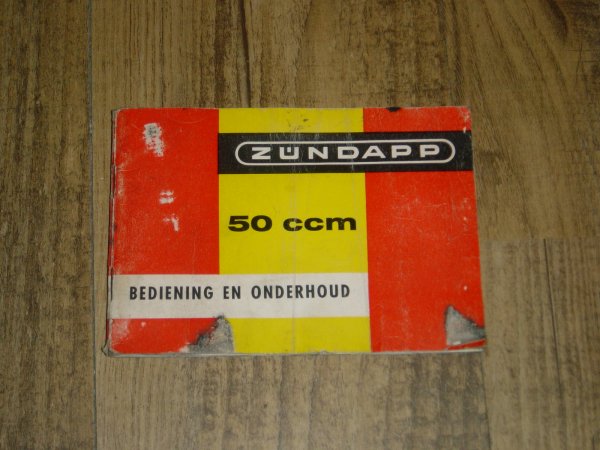 ZÜNDAPP
50 ccm
BEDIENING EN ONDERHOUD